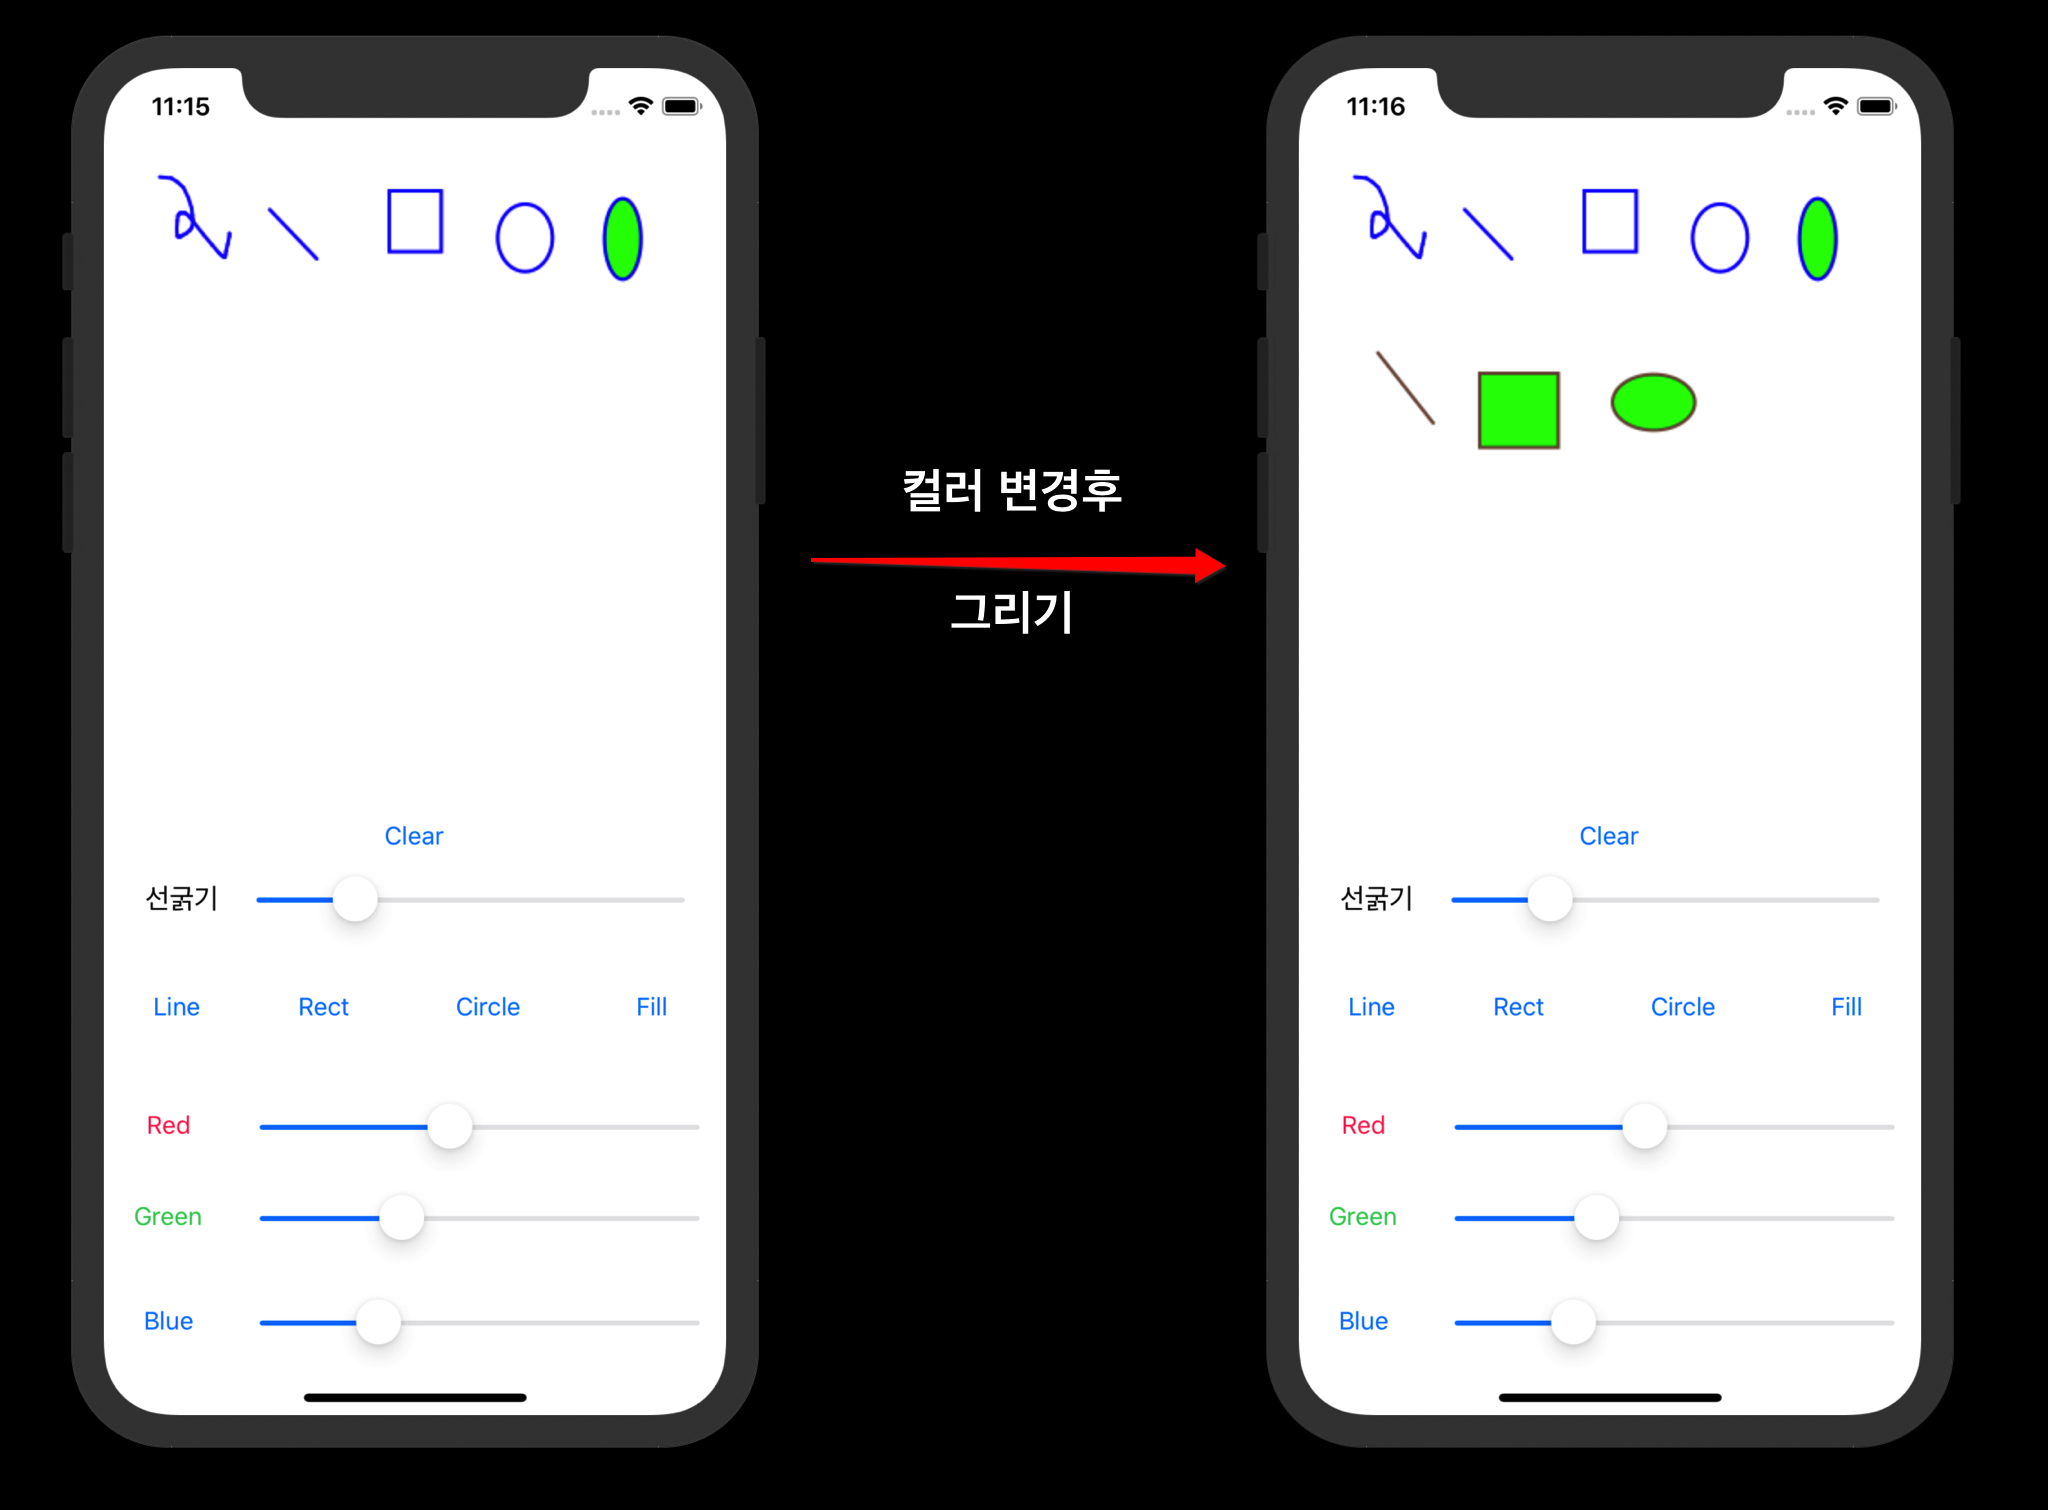 11:15
Clear
선굵기
Line Rect Circle Fill
Red
Green
Blue
컬러 변경후
그리기
11:16
Clear
선굵기
Line Rect Circle Fill
Red
Green
Blue